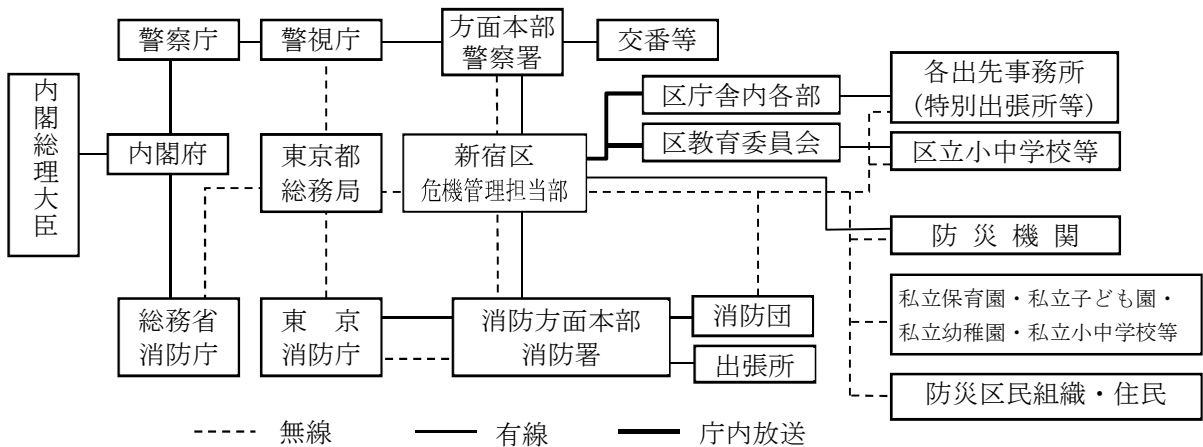 警察庁
警視庁
方面本部
警察署
交番等
内閣総理大臣
内閣府
東京都
総務局
新宿区
危機管理担当部
区庁舎内各部
区教育委員会
各出先事務所
(特別出張所等)
区立小中学校等
防災機関
総務省
消防庁
東京
消防庁
消防方面本部
消防署
消防団
出張所
私立保育園・私立子ども園・
私立幼稚園・私立小中学校等
防災区民組織・住民
無線
有線
庁内放送